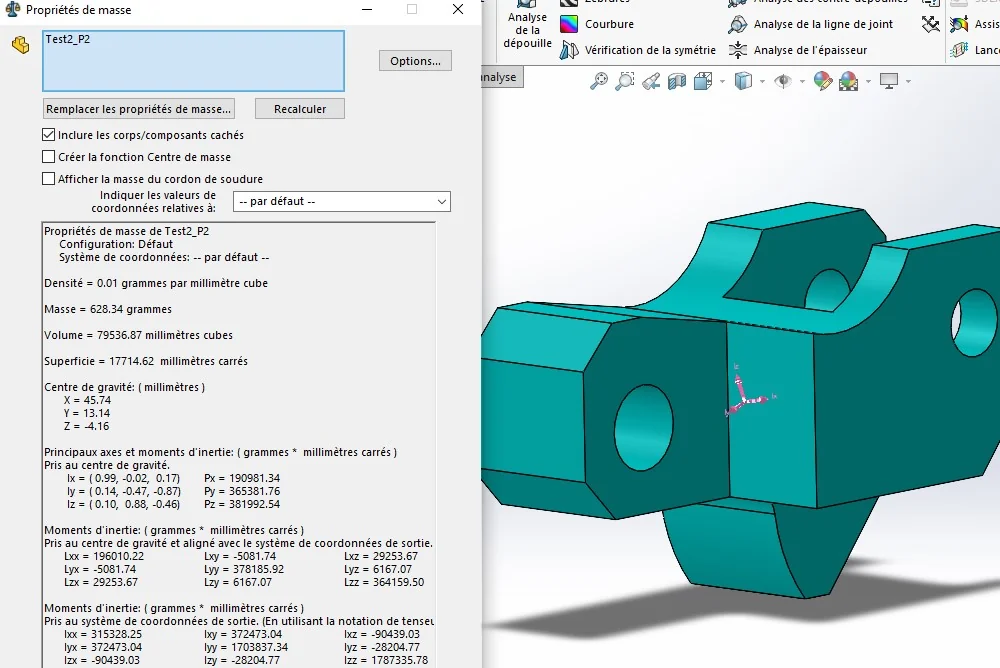 Propriétés de masse
Test2_P2
Options...
Remplacer les propriétés de masse...
Recalculer
Inclure les corps/composants cachés
Créer la fonction Centre de masse
Afficher la masse du cordon de soudure
Indiquer les valeurs de
coordonnées relatives à:
-- par défaut --
Propriétés de masse de Test2_P2
Configuration: Défaut
Système de coordonnées: -- par défaut --
Densité = 0.01 grammes par millimètre cube
Masse = 628.34 grammes
Volume = 79536.87 millimètres cubes
Superficie = 17714.62 millimètres carrés
Centre de gravité: ( millimètres )
X = 45.74
Y = 13.14
Z = -4.16
Principaux axes et moments d'inertie: ( grammes * millimètres carrés )
Pris au centre de gravité.
Ix = ( 0.99, -0.02, 0.17) Px = 190981.34
Iy = ( 0.14, -0.47, -0.87) Py = 365381.76
Iz = ( 0.10, 0.88, -0.46) Pz = 381992.54
Moments d'inertie: ( grammes * millimètres carrés )
Pris au centre de gravité et aligné avec le système de coordonnées de sortie.
Lxx = 196010.22 Lxy = -5081.74 Lxz = 29253.67
Lyx = -5081.74 Lyy = 378185.92 Lyz = 6167.07
Lzx = 29253.67 Lzy = 6167.07 Lzz = 364159.50
Moments d'inertie: ( grammes * millimètres carrés )
Pris au système de coordonnées de sortie. (En utilisant la notation de tenseu
Ixx = 315328.25 Ixy = 372473.04 Ixz = -90439.03
Iyx = 372473.04 Iyy = 1703837.34 Iyz = -28204.77
Izx = -90439.03 Izy = -28204.77 Izz = 1787335.78
Analyse
de la
dépouille
Zébrures
Courbure
Vérification de la symétrie
Analyse des contre-dépouilles
Analyse de la ligne de joint
Analyse de l'épaisseur
Assis
Lanc
nalyse